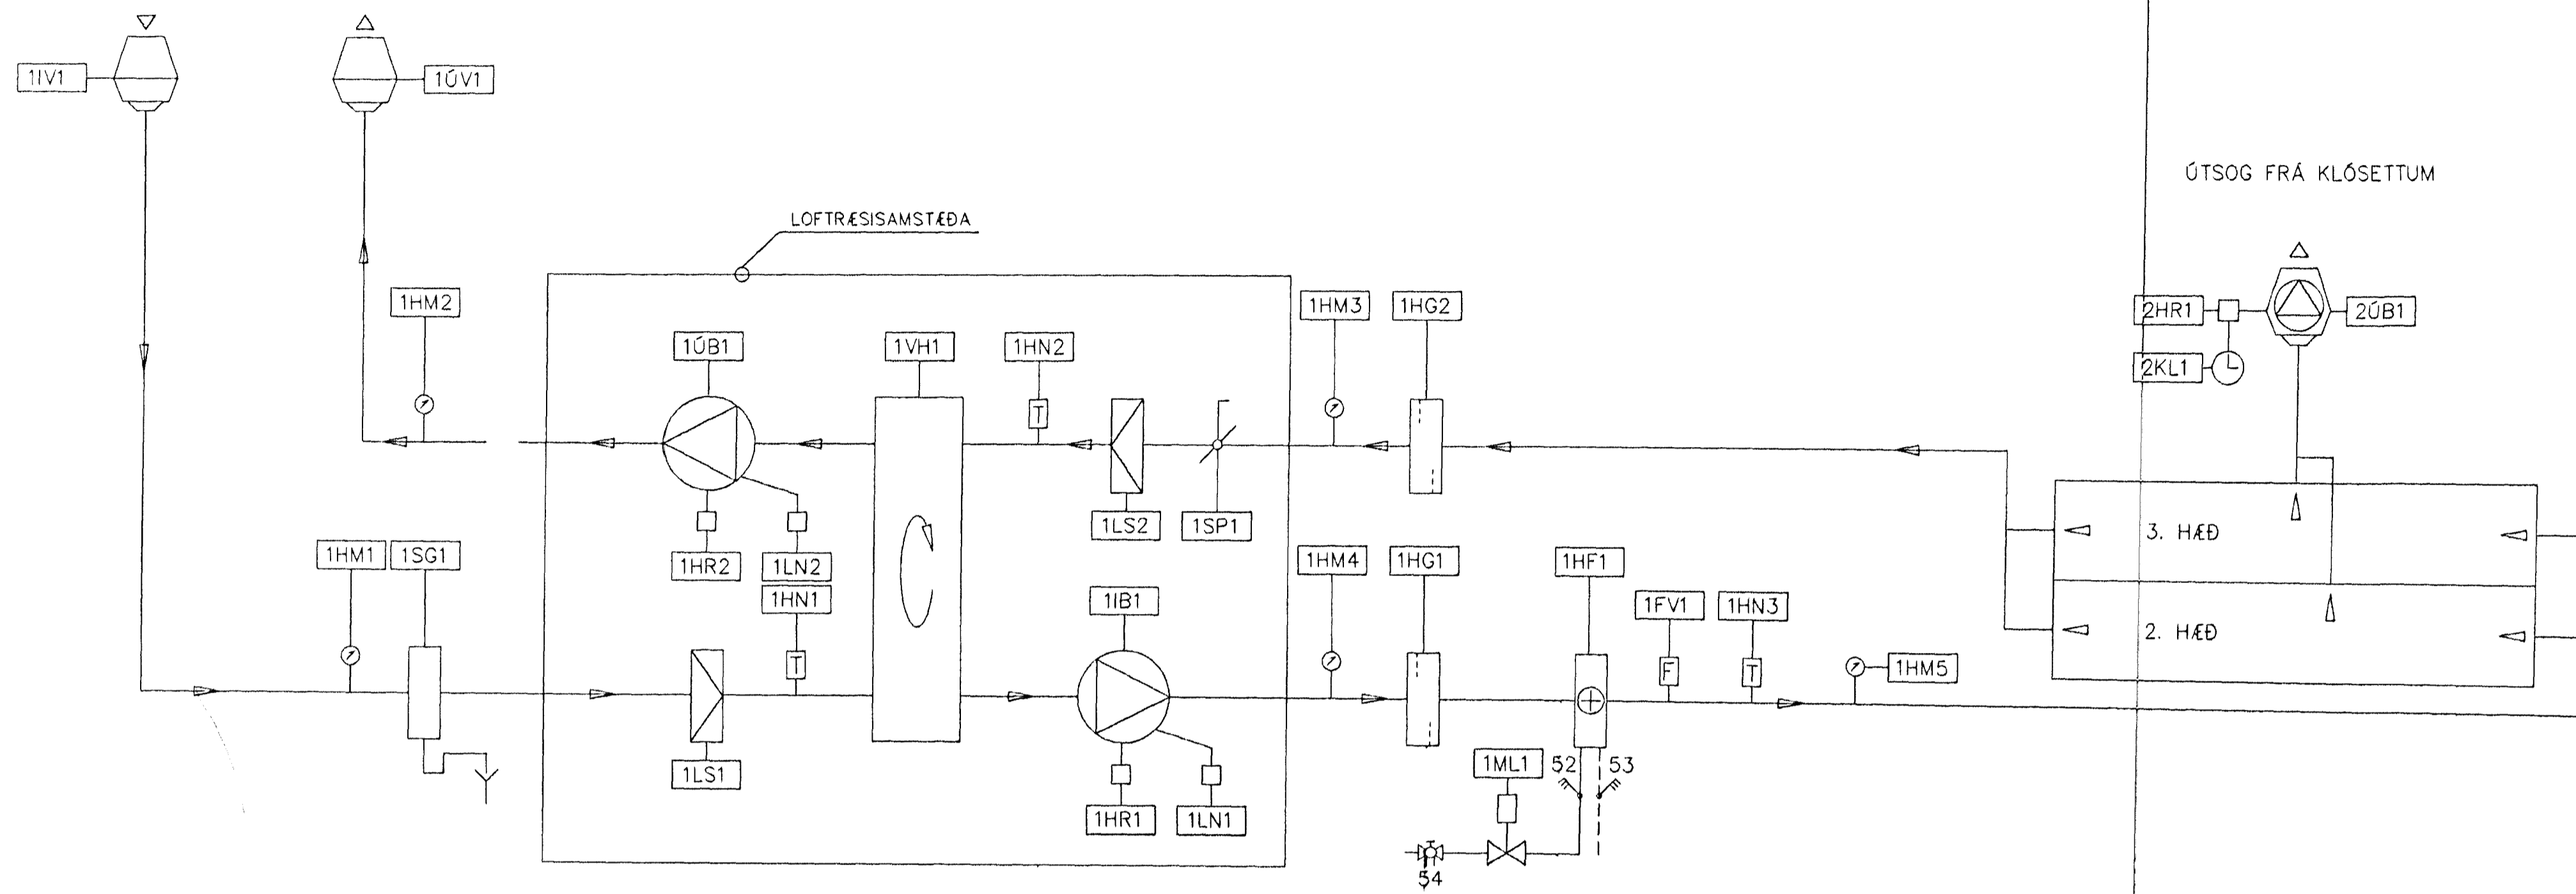 1IV1
1ÚV1
ÚTSOG FRÁ KLÓSETTUM
LOFTRÆSISAMSTÆÐA
1HM2
1HM3
1HG2
2HR1
2ÚB1
1ÚB1
1VH1
1HN2
2KL1
1LS2
1SP1
3. HÆÐ
1HM1
1SG1
1HR2
1LN2
1HM4
1HG1
1HF1
1HN1
1IB1
1FV1
1HN3
2. HÆÐ
T
T
F
T
1HM5
1LS1
1ML1
52
53
1HR1
1LN1
54